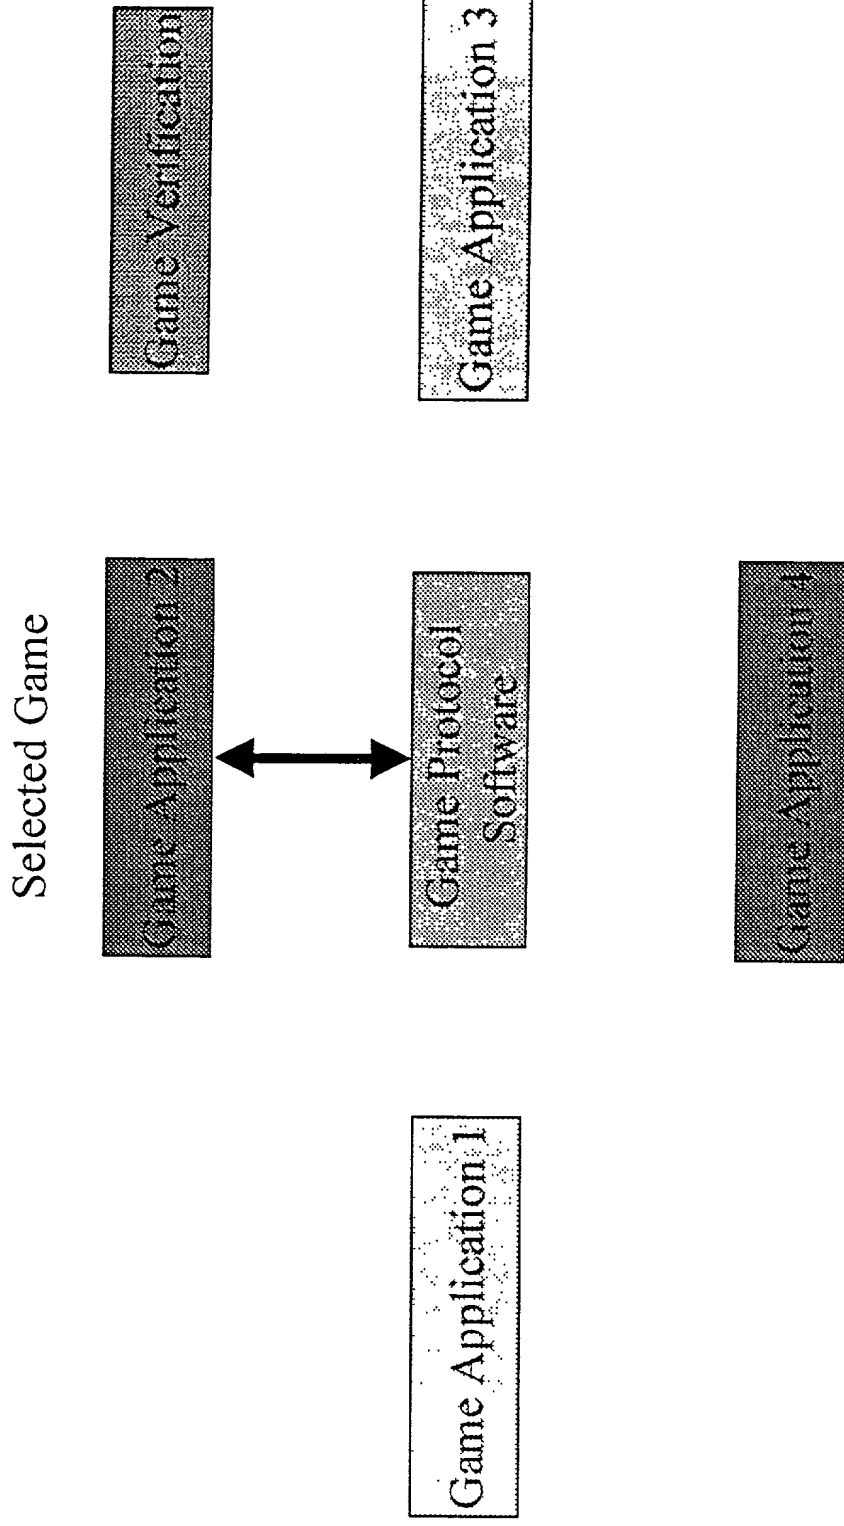 Selected Game
Game Application 2
Game Verification
Game Application 1
Game Protocol
Software
Game Application 3
Game Application 4